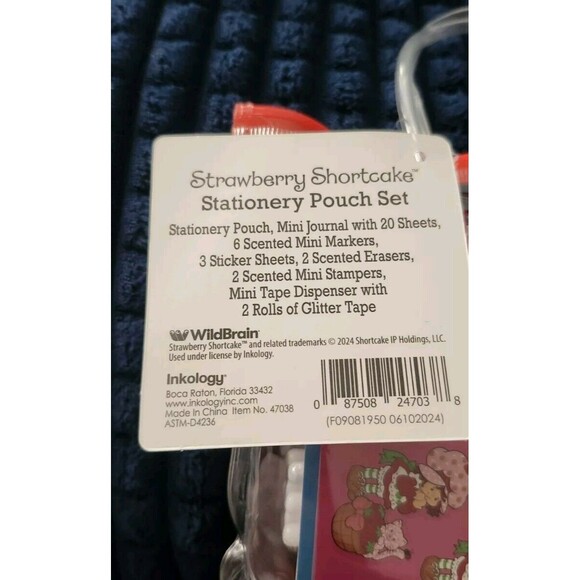 Strawberry Shortcake™
Stationery Pouch Set
Stationery Pouch, Mini Journal with 20 Sheets,
6 Scented Mini Markers,
3 Sticker Sheets, 2 Scented Erasers,
2 Scented Mini Stampers,
Mini Tape Dispenser with
2 Rolls of Glitter Tape
WildBrain
Strawberry Shortcake™ and related trademarks © 2024 Shortcake IP Holdings, LLC.
Used under license by Inkology.
Inkology®
Boca Raton, Florida 33432
www.inkologyinc.com
Made In China Item No. 47038
ASTM-D4236
0 87508 24703 8
(F09081950 06102024)